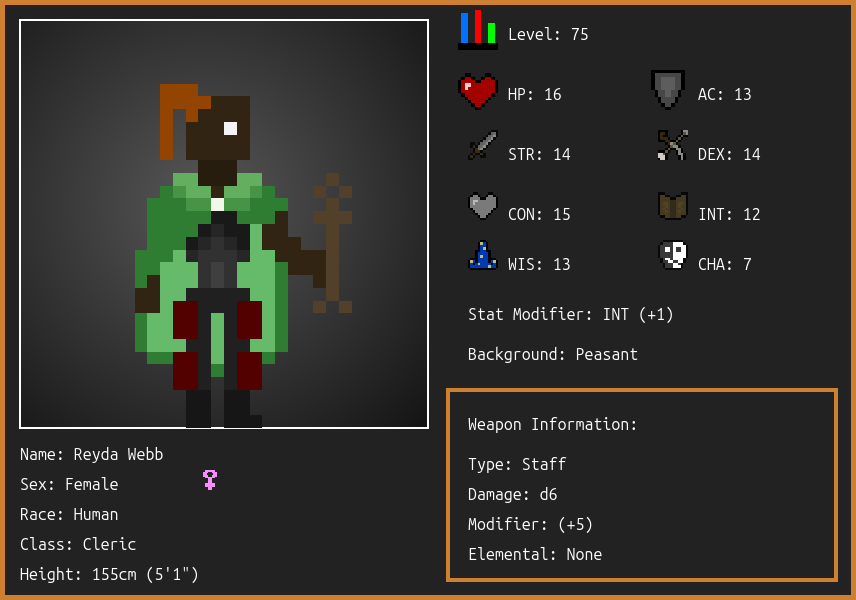 Level: 75
HP: 16
AC: 13
STR: 14
DEX: 14
CON: 15
INT: 12
WIS: 13
CHA: 7
Stat Modifier: INT (+1)
Background: Peasant
Weapon Information:
Type: Staff
Damage: d6
Modifier: (+5)
Elemental: None
Name: Reyda Webb
Sex: Female
Race: Human
Class: Cleric
Height: 155cm (5'1")